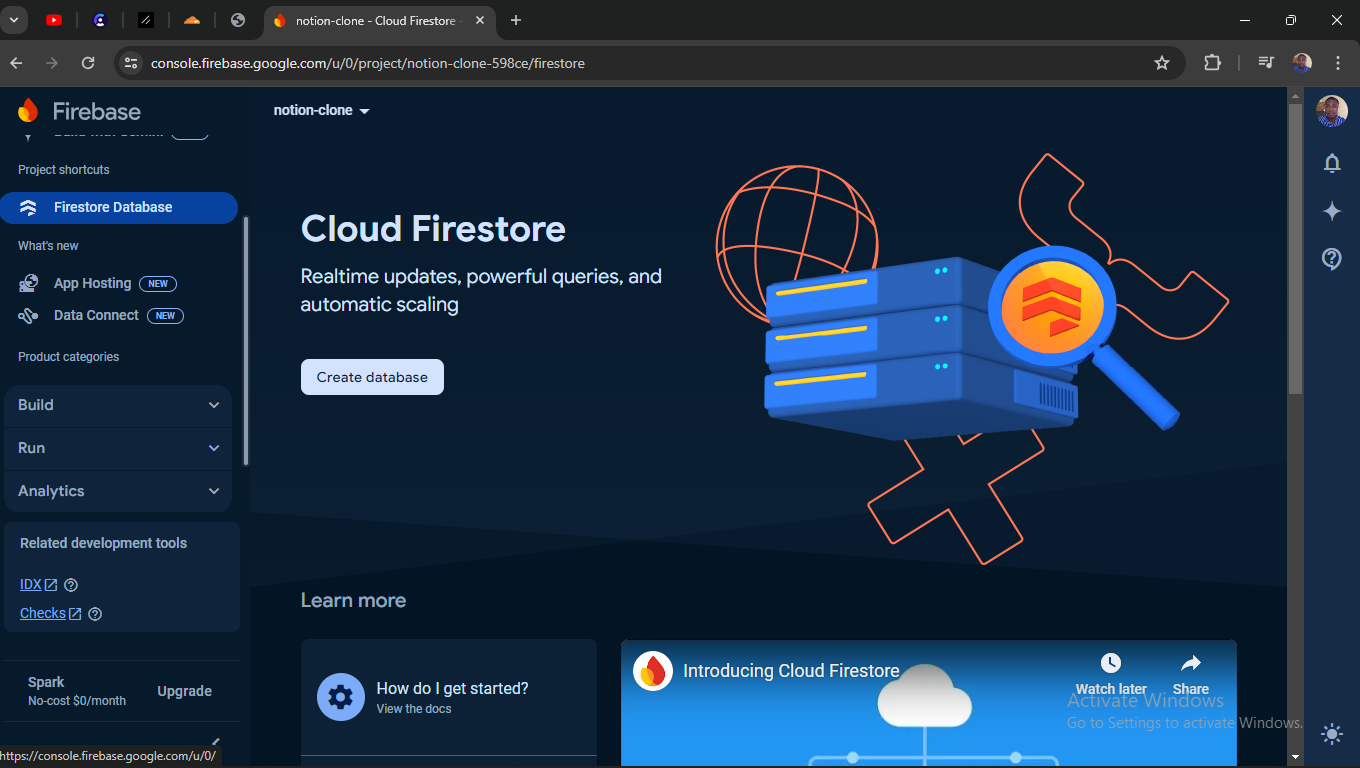 notion-clone - Cloud Firestore -
console.firebase.google.com/u/0/project/notion-clone-598ce/firestore
Firebase
notion-clone
Project shortcuts
Firestore Database
What's new
App Hosting NEW
Data Connect NEW
Product categories
Build
Run
Analytics
Related development tools
IDX
Checks
Spark
No-cost $0/month
Upgrade
https://console.firebase.google.com/u/0/
Cloud Firestore
Realtime updates, powerful queries, and
automatic scaling
Create database
Learn more
How do I get started?
View the docs
Introducing Cloud Firestore
Watch later
Share
Activate Windows
Go to Settings to activate Windows.